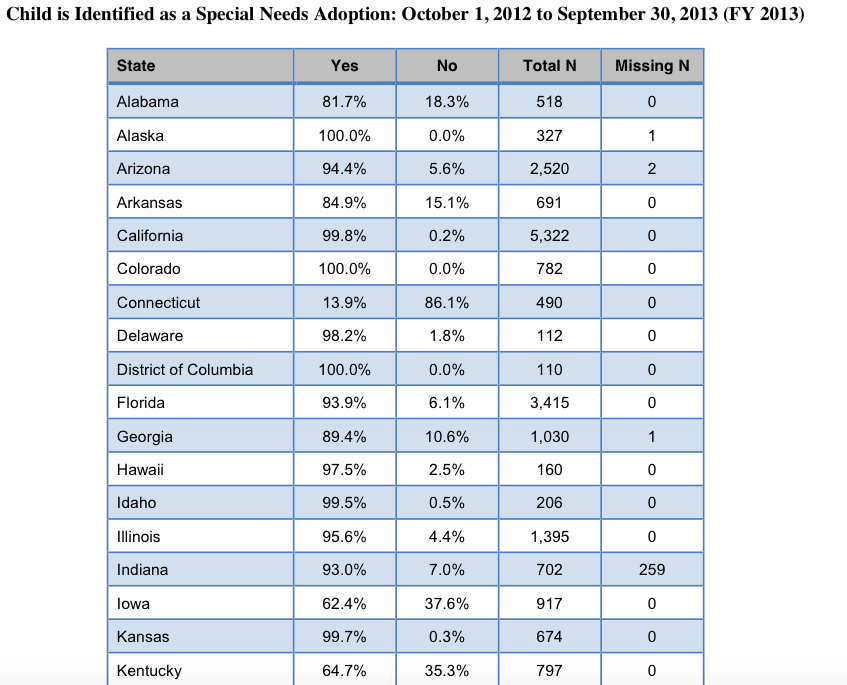 Child is Identified as a Special Needs Adoption: October 1, 2012 to September 30, 2013 (FY 2013)
State Yes No Total N Missing N
Alabama 81.7% 18.3% 518 0
Alaska 100.0% 0.0% 327 1
Arizona 94.4% 5.6% 2,520 2
Arkansas 84.9% 15.1% 691 0
California 99.8% 0.2% 5,322 0
Colorado 100.0% 0.0% 782 0
Connecticut 13.9% 86.1% 490 0
Delaware 98.2% 1.8% 112 0
District of Columbia 100.0% 0.0% 110 0
Florida 93.9% 6.1% 3,415 0
Georgia 89.4% 10.6% 1,030 1
Hawaii 97.5% 2.5% 160 0
Idaho 99.5% 0.5% 206 0
Illinois 95.6% 4.4% 1,395 0
Indiana 93.0% 7.0% 702 259
Iowa 62.4% 37.6% 917 0
Kansas 99.7% 0.3% 674 0
Kentucky 64.7% 35.3% 797 0